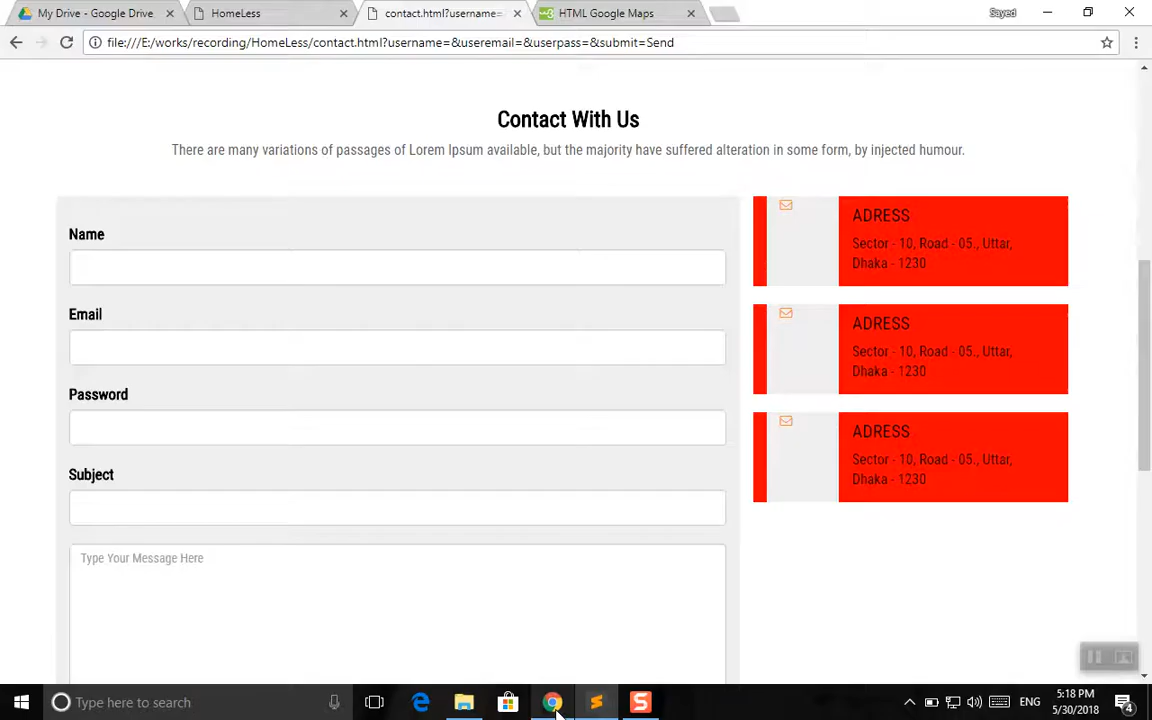 My Drive - Google Drive
HomeLess
contact.html?username=
HTML Google Maps
Sayed
file:///E:/works/recording/HomeLess/contact.html?username=&useremail=&userpass=&submit=Send
Contact With Us
There are many variations of passages of Lorem Ipsum available, but the majority have suffered alteration in some form, by injected humour.
Name
Email
Password
Subject
Type Your Message Here
ADRESS
Sector - 10, Road - 05., Uttar,
Dhaka - 1230
ADRESS
Sector - 10, Road - 05., Uttar,
Dhaka - 1230
ADRESS
Sector - 10, Road - 05., Uttar,
Dhaka - 1230
Type here to search
ENG
5:18 PM
5/30/2018
4